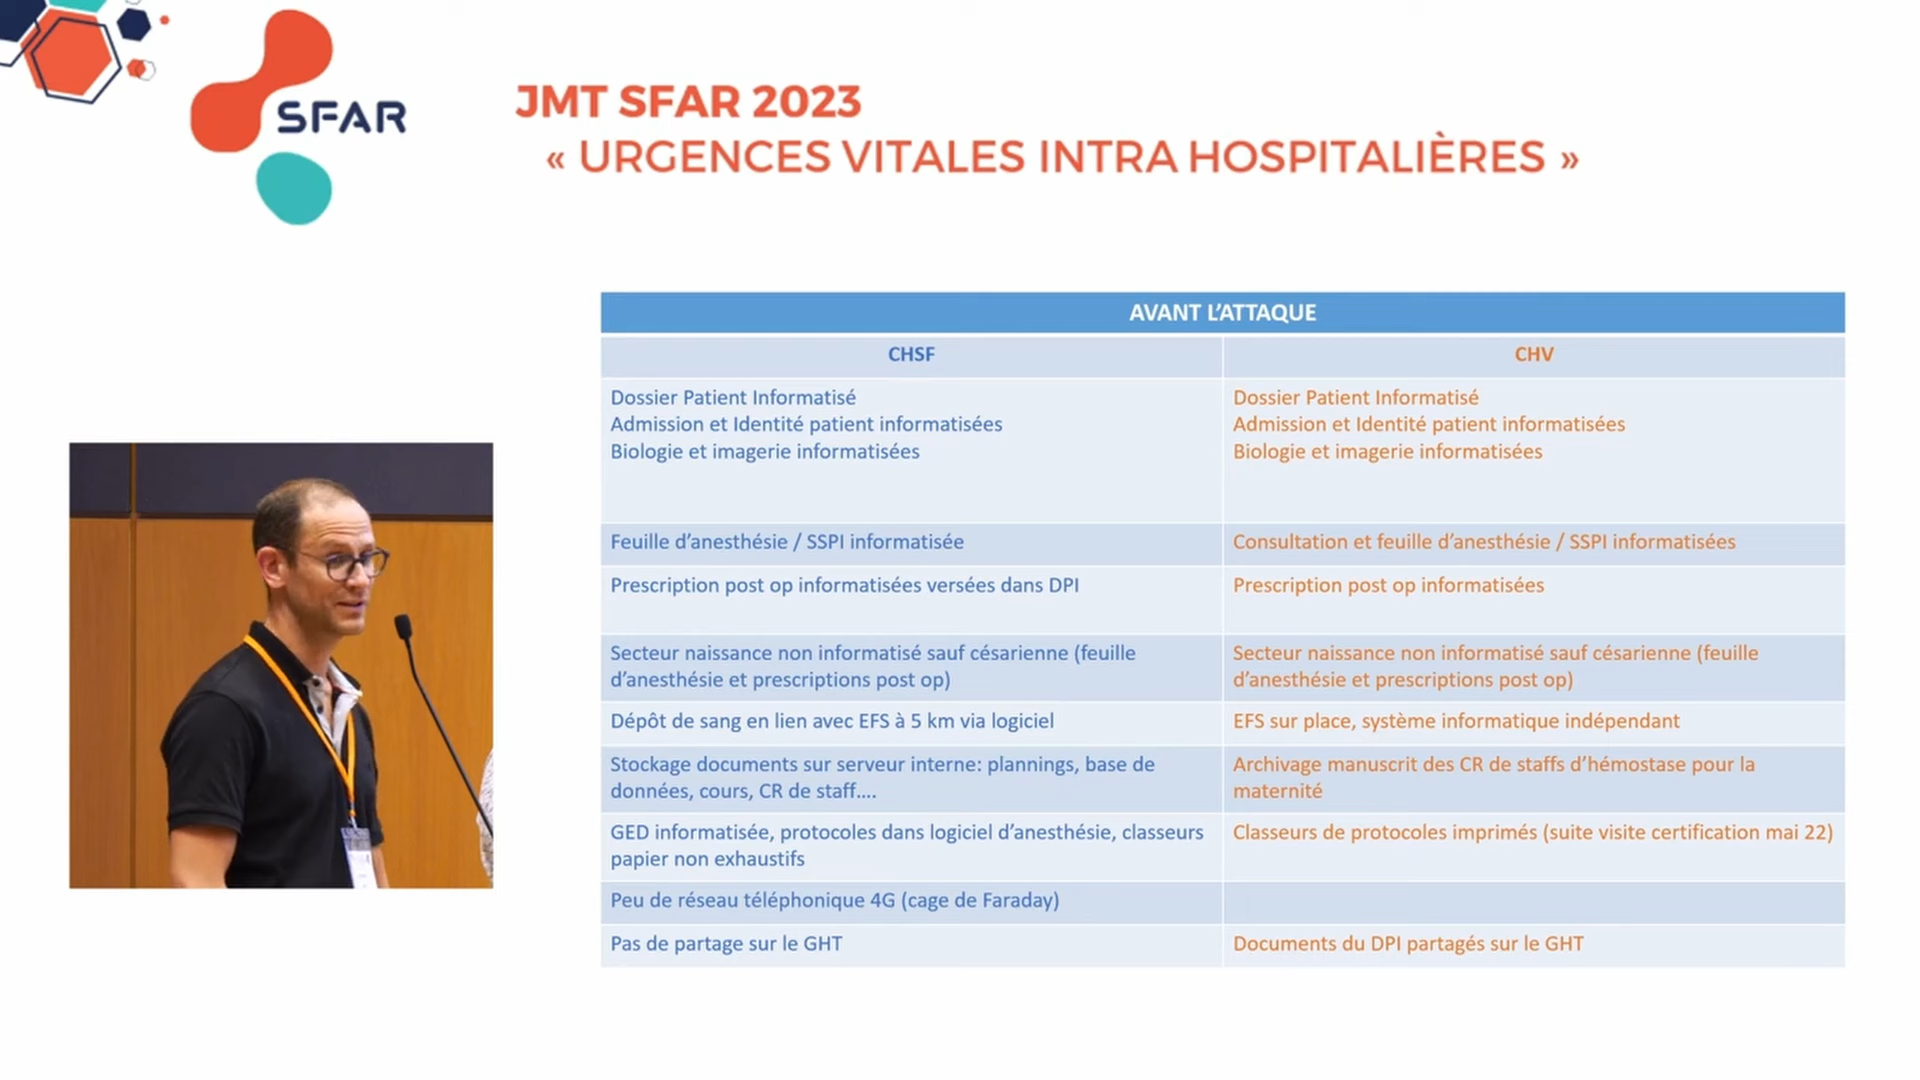 SFAR
JMT SFAR 2023
« URGENCES VITALES INTRA HOSPITALIÈRES »
AVANT L'ATTAQUE
CHSF
CHV
Dossier Patient Informatisé
Admission et Identité patient informatisées
Biologie et imagerie informatisées
Dossier Patient Informatisé
Admission et Identité patient informatisées
Biologie et imagerie informatisées
Feuille d'anesthésie / SSPI informatisée
Consultation et feuille d'anesthésie / SSPI informatisées
Prescription post op informatisées versées dans DPI
Prescription post op informatisées
Secteur naissance non informatisé sauf césarienne (feuille
d'anesthésie et prescriptions post op)
Secteur naissance non informatisé sauf césarienne (feuille
d'anesthésie et prescriptions post op)
Dépôt de sang en lien avec EFS à 5 km via logiciel
EFS sur place, système informatique indépendant
Stockage documents sur serveur interne: plannings, base de
données, cours, CR de staff....
Archivage manuscrit des CR de staffs d'hémostase pour la
maternité
GED informatisée, protocoles dans logiciel d'anesthésie, classeurs
papier non exhaustifs
Classeurs de protocoles imprimés (suite visite certification mai 22)
Peu de réseau téléphonique 4G (cage de Faraday)
Pas de partage sur le GHT
Documents du DPI partagés sur le GHT